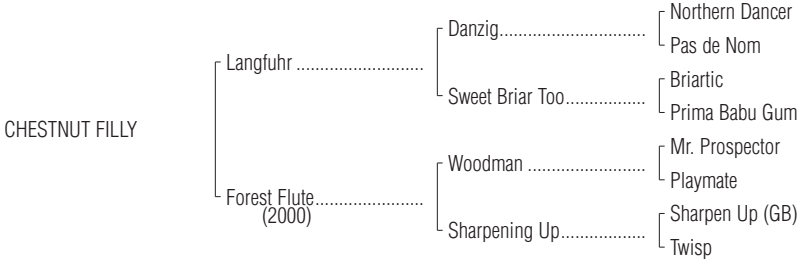 Northern Dancer
Danzig..............................
Pas de Nom
Langfuhr ..........................
Briartic
Sweet Briar Too.................
Prima Babu Gum
CHESTNUT FILLY
Mr. Prospector
Woodman ........................
Playmate
Forest Flute.......................
(2000)
Sharpen Up (GB)
Sharpening Up..................
Twisp